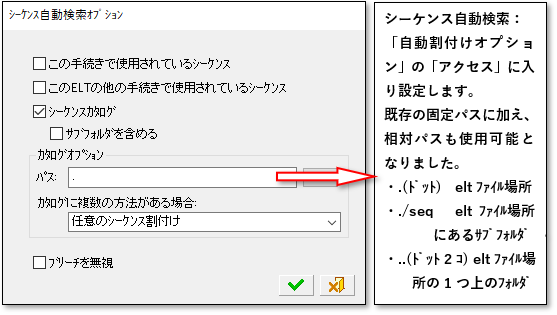 ｼｰｹﾝｽ自動検索ｵﾌﾟｼｮﾝ
この手続きで使用されているｼｰｹﾝｽ
このELTの他の手続きで使用されているｼｰｹﾝｽ
ｼｰｹﾝｽｶﾀﾛｸﾞ
ｻﾌﾞﾌｫﾙﾀﾞを含める
ｶﾀﾛｸﾞｵﾌﾟｼｮﾝ
ﾊﾟｽ: .
ｶﾀﾛｸﾞに複数の方法がある場合:
任意のｼｰｹﾝｽ割付け
ﾌﾞﾘｰﾁを無視
シーケンス自動検索：
「自動割付けオプショ
ン」の「アクセス」に入
り設定します。
既存の固定パスに加え、
相対パスも使用可能と
なりました。
・.(ﾄﾞｯﾄ) elt ﾌｧｲﾙ場所
・./seq elt ﾌｧｲﾙ場所
にあるｻﾌﾞﾌｫﾙﾀﾞ
・..(ﾄﾞｯﾄ２ｺ) elt ﾌｧｲﾙ場
所の１つ上のﾌｫﾙﾀﾞ